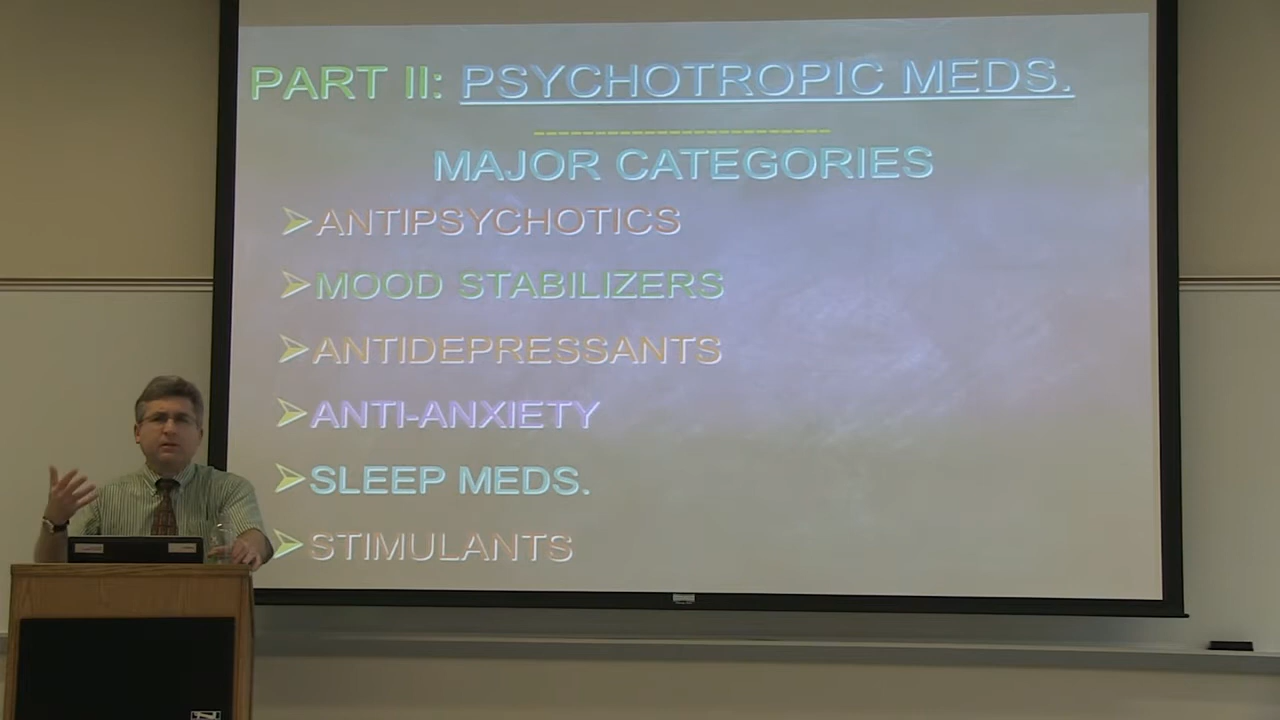 PART II: PSYCHOTROPIC MEDS.
-----------------------
MAJOR CATEGORIES
➢ANTIPSYCHOTICS
➢MOOD STABILIZERS
➢ANTIDEPRESSANTS
➢ANTI-ANXIETY
➢SLEEP MEDS.
➢STIMULANTS